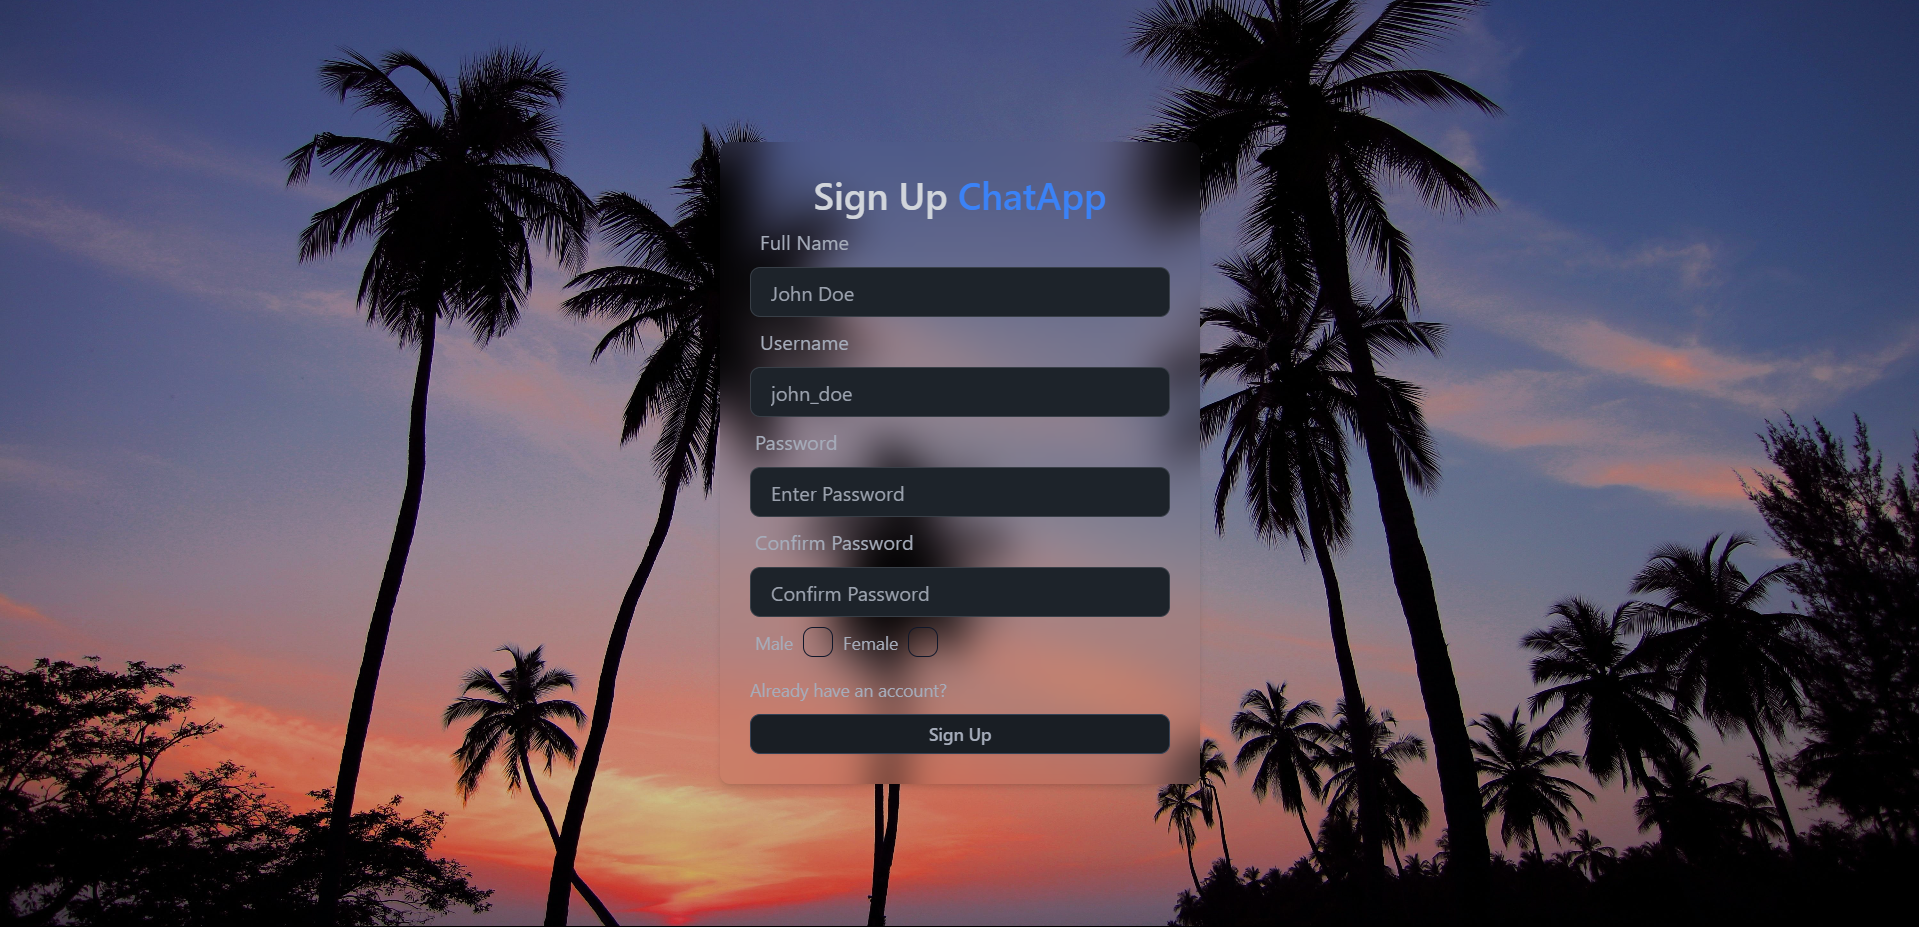 Sign Up ChatApp
Full Name
John Doe
Username
john_doe
Password
Enter Password
Confirm Password
Confirm Password
Male Female
Already have an account?
Sign Up